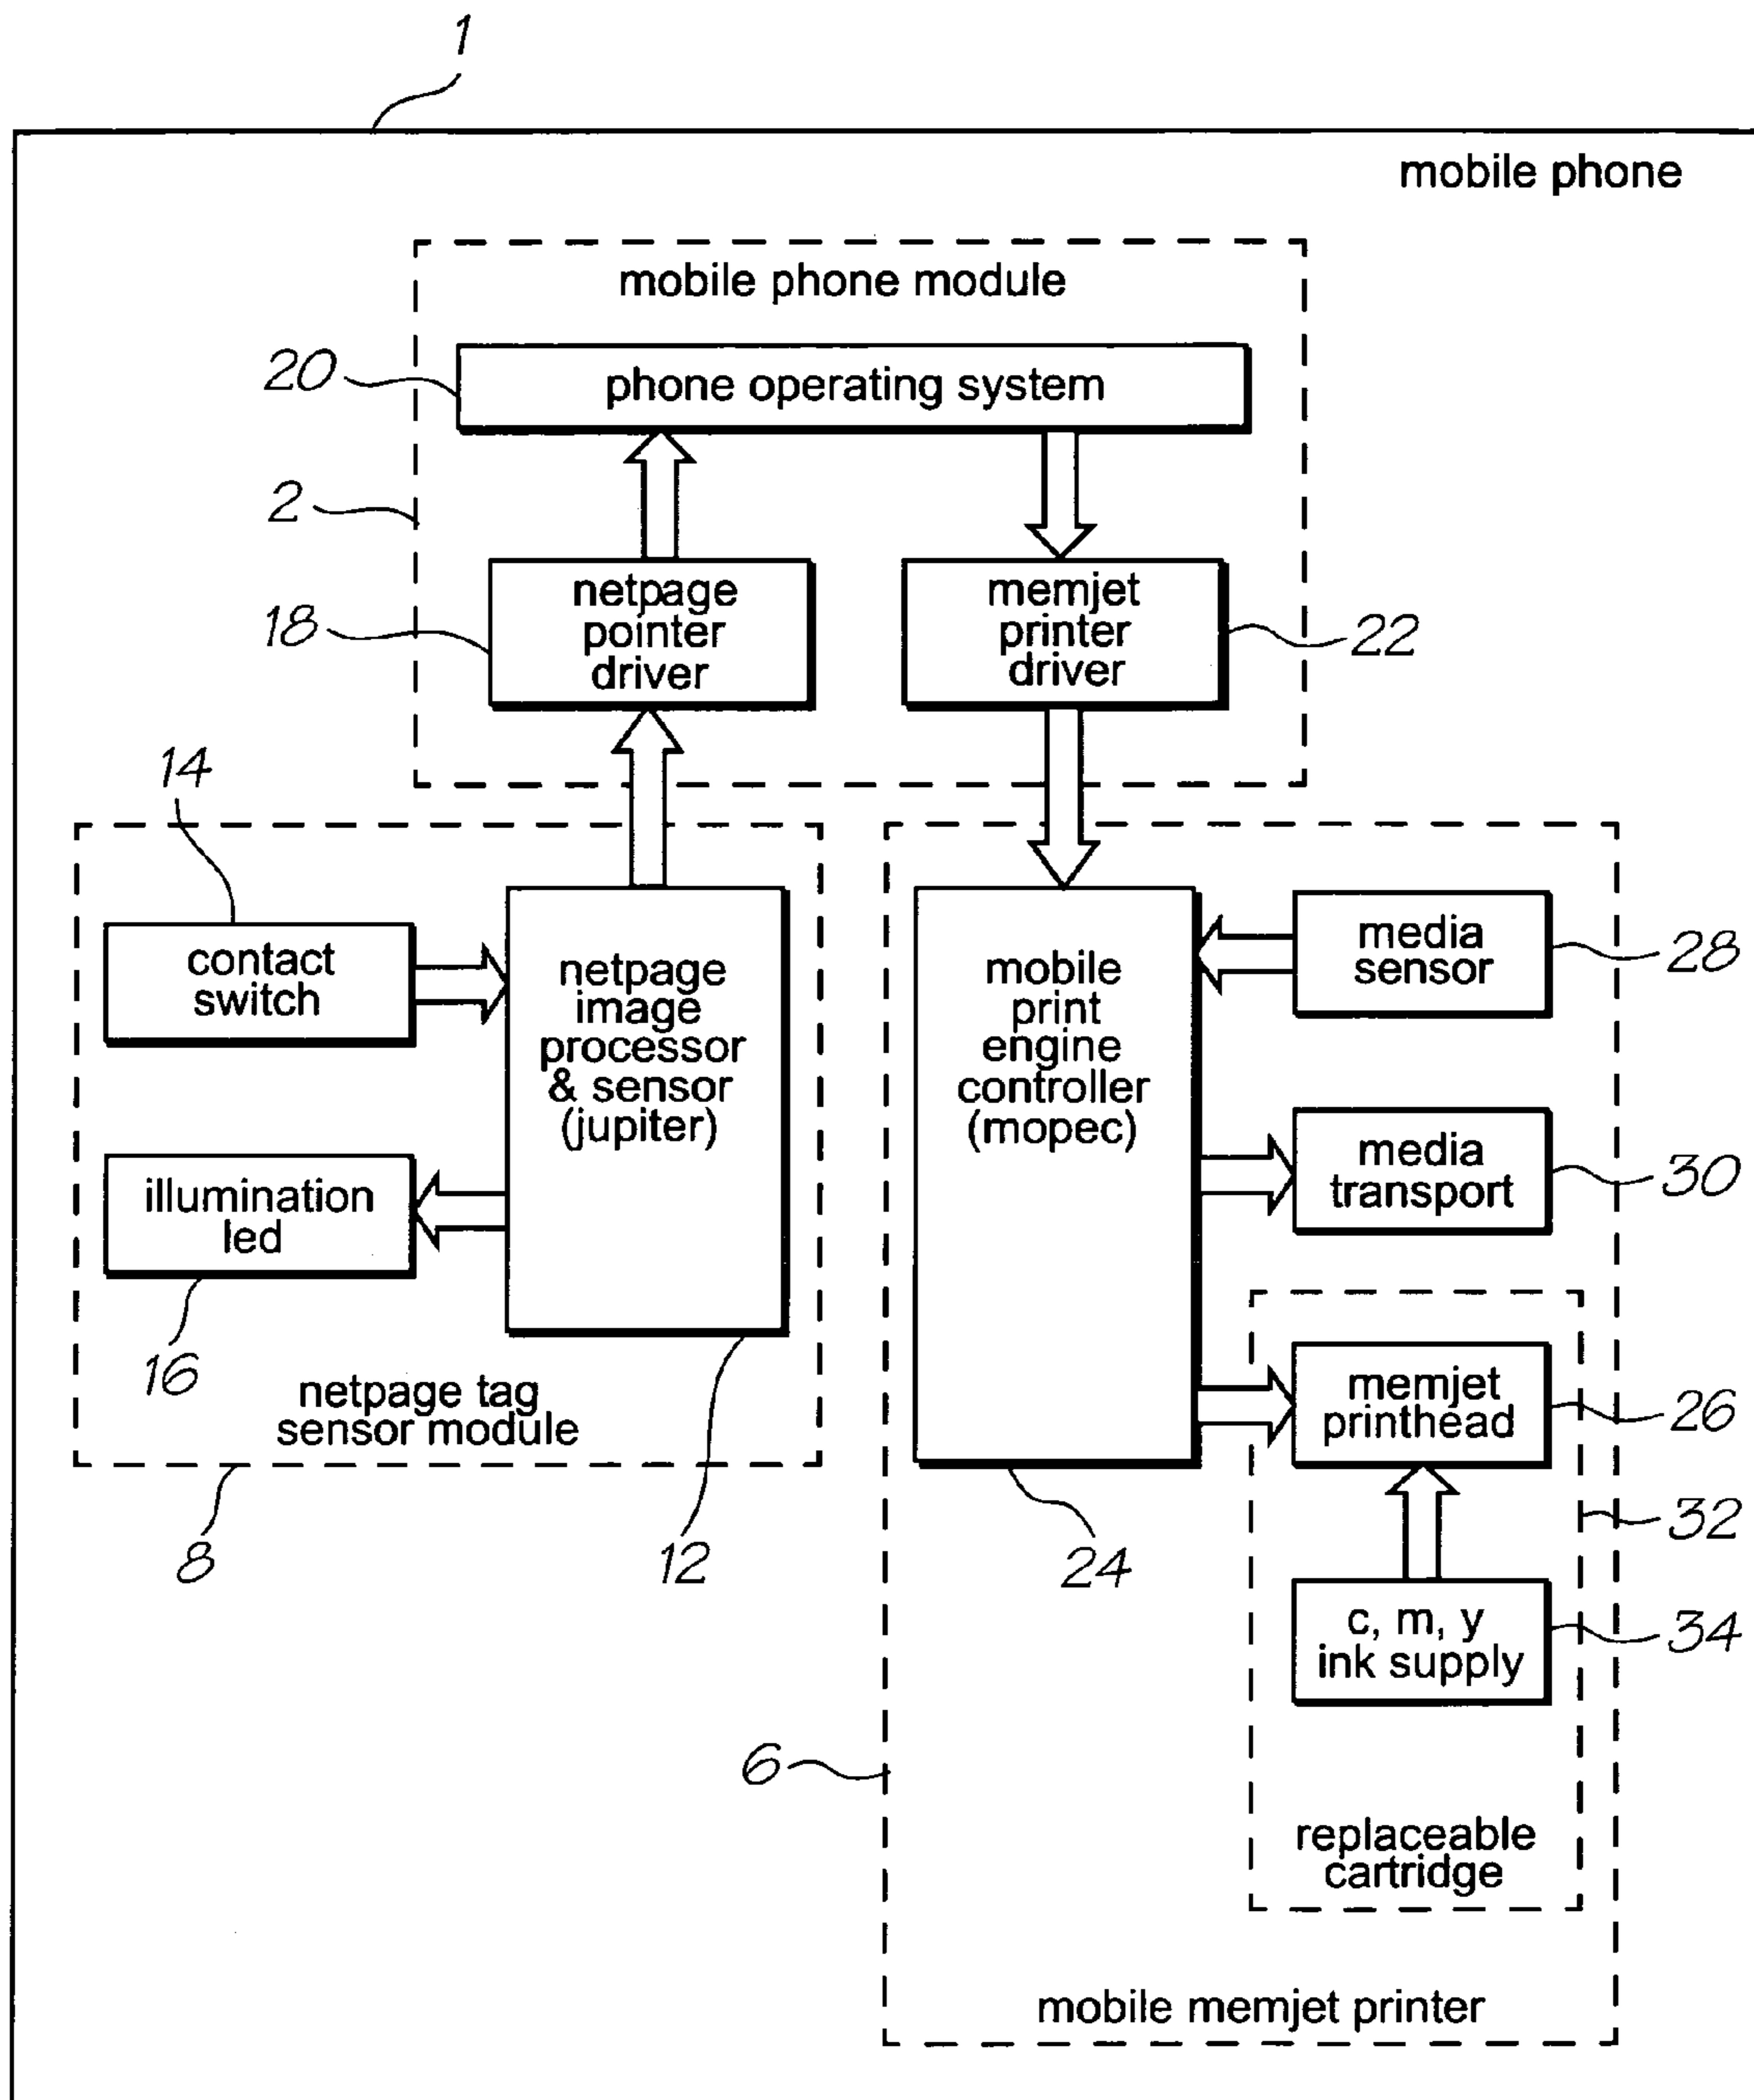 1
mobile phone
mobile phone module
20
phone operating system
2
18
netpage
pointer
driver
memjet
printer
driver
22
14
contact
switch
netpage
image
processor
& sensor
(jupiter)
illumination
led
16
netpage tag
sensor module
8
12
mobile
print
engine
controller
(mopec)
media
sensor
28
media
transport
30
memjet
printhead
26
32
24
c, m, y
ink supply
34
6
replaceable
cartridge
mobile memjet printer